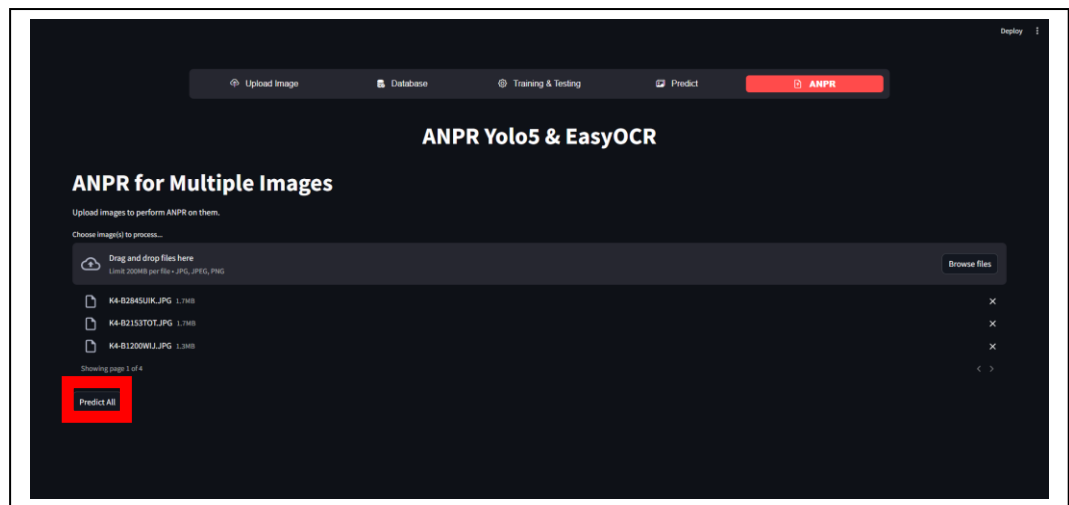 Deploy
Upload Image Database Training & Testing Predict ANPR
ANPR Yolo5 & EasyOCR
ANPR for Multiple Images
Upload images to perform ANPR on them.
Choose image(s) to process...
Drag and drop files here
Limit 200MB per file • JPG, JPEG, PNG
Browse files
K4-B2845UIK.JPG 1.7MB
K4-B2153TOT.JPG 1.7MB
K4-B1200WIJ.JPG 1.3MB
Showing page 1 of 4
Predict All